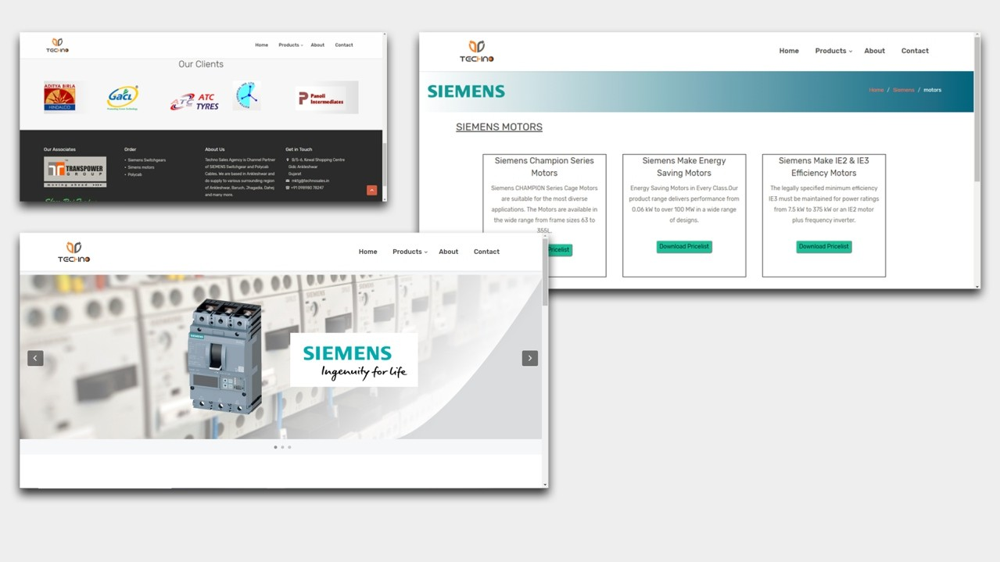 TECHNO
Home Products About Contact
Our Clients
ADITYA BIRLA
HINDALCO
GACL
ATC
ATC
TYRES
Panoli
Intermediates
Our Associates
TRANSPOWER
GROUP
moving ahead
Order
Siemens Switchgears
Simens motors
Polycab
About Us
Techno Sales Agency is Channel Partner
of SIEMENS Switchgear and Polycab
Cables. We are based in Ankleshwar and
do supply to various surrounding region
of Ankleshwar, Baruch, Jhagadia, Dahej
and many more.
Get in Touch
B/5-6, Kewal Shopping Centre
Gidc Ankleshwar
Gujarat
mktg@technosales.in
+91 098980 78247
TECHNO
Home Products About Contact
SIEMENS
Home / Siemens / motors
SIEMENS MOTORS
Siemens Champion Series
Motors
Siemens CHAMPION Series Cage Motors
are suitable for the most diverse
applications. The Motors are available in
the wide range from frame sizes 63 to
355L.
Pricelist
Siemens Make Energy
Saving Motors
Energy Saving Motors in Every Class.Our
product range delivers performance from
0.06 kW to over 100 MW in a wide range
of designs.
Download Pricelist
Siemens Make IE2 & IE3
Efficiency Motors
The legally specified minimum efficiency
IE3 must be maintained for power ratings
from 7.5 kW to 375 kW or an IE2 motor
plus frequency inverter.
Download Pricelist
TECHNO
Home Products About Contact
SIEMENS
SIEMENS
Ingenuity for life